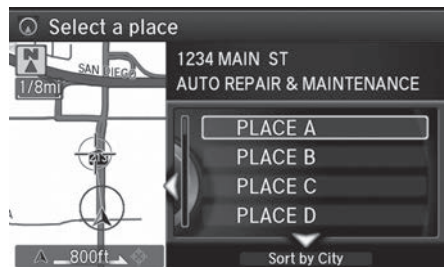 Select a place
N
SAN DIEGO
1/8mi
800ft
1234 MAIN ST
AUTO REPAIR & MAINTENANCE
PLACE A
PLACE B
PLACE C
PLACE D
Sort by City